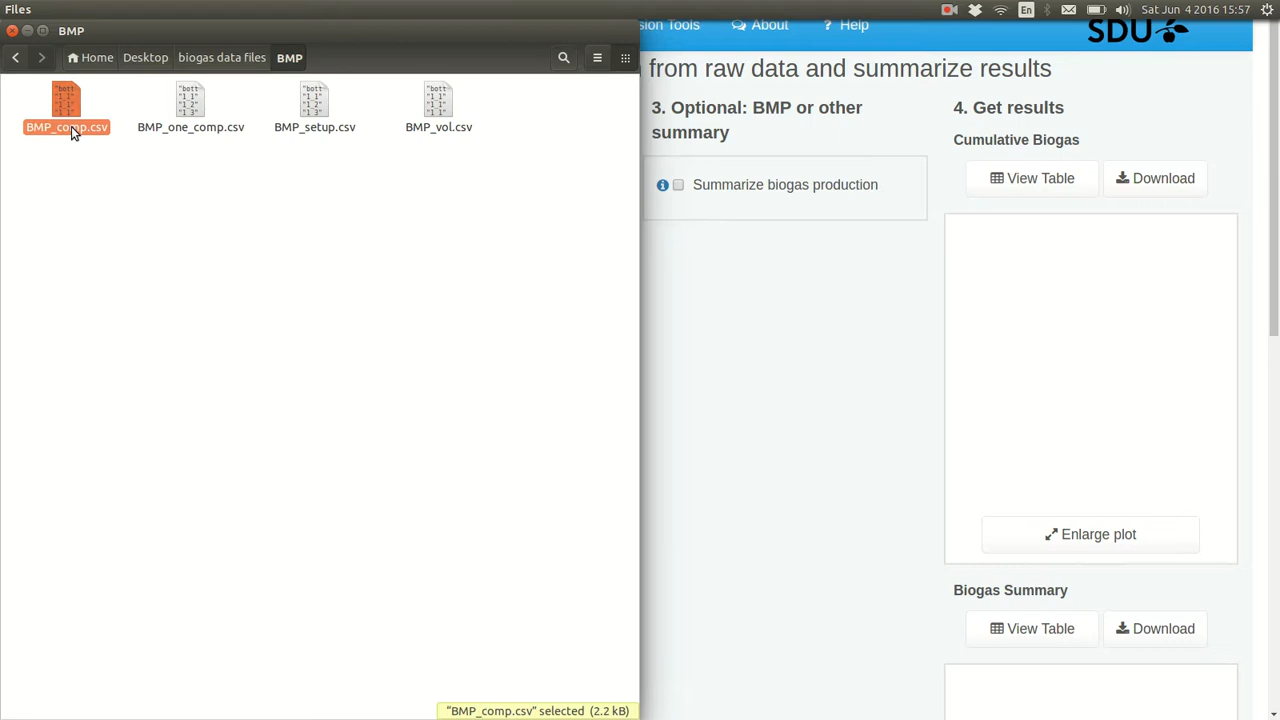 Files
En
Sat Jun 4 2016 15:57
BMP
Home
Desktop
biogas data files
BMP
BMP_comp.csv
BMP_one_comp.csv
BMP_setup.csv
BMP_vol.csv
"BMP_comp.csv" selected (2.2 kB)
sion Tools
About
? Help
SDU
from raw data and summarize results
3. Optional: BMP or other
summary
Summarize biogas production
4. Get results
Cumulative Biogas
View Table
Download
Enlarge plot
Biogas Summary
View Table
Download